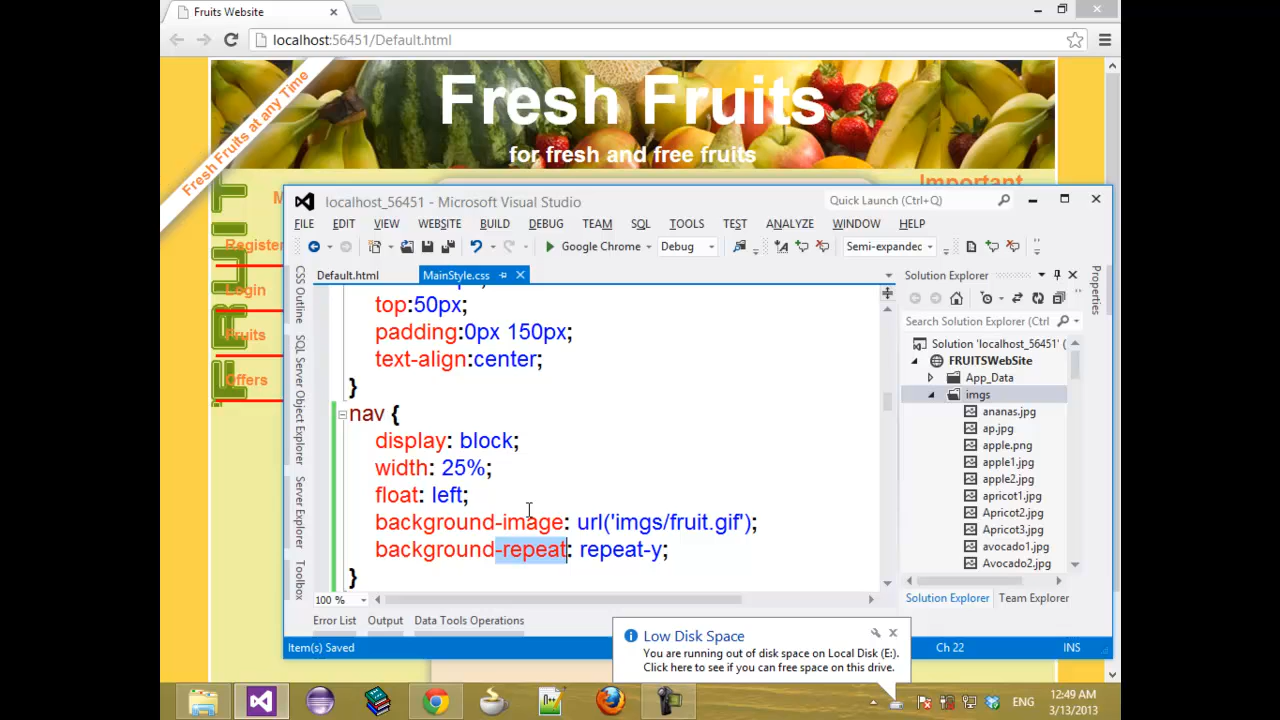 Fruits Website
localhost:56451/Default.html
Fresh Fruits at any Time
Fresh Fruits
for fresh and free fruits
Important
FRUIT
M
Register
Login
Fruits
Offers
localhost_56451 - Microsoft Visual Studio
Quick Launch (Ctrl+Q)
FILE EDIT VIEW WEBSITE BUILD DEBUG TEAM SQL TOOLS TEST ANALYZE WINDOW HELP
Google Chrome Debug Semi-expanded
Default.html MainStyle.css
CSS Outline
SQL Server Object Explorer
Server Explorer
Toolbox
top:50px;
padding:0px 150px;
text-align:center;
}
nav {
display: block;
width: 25%;
float: left;
background-image: url('imgs/fruit.gif');
background-repeat: repeat-y;
}
100 %
Error List Output Data Tools Operations
Item(s) Saved
Ch 22
INS
Solution Explorer
Properties
Search Solution Explorer (Ctrl
Solution 'localhost_56451' (
FRUITSWebSite
App_Data
imgs
ananas.jpg
ap.jpg
apple.png
apple1.jpg
apple2.jpg
apricot1.jpg
Apricot2.jpg
Apricot3.jpg
avocado1.jpg
Avocado2.jpg
Solution Explorer Team Explorer
Low Disk Space
You are running out of disk space on Local Disk (E:).
Click here to see if you can free space on this drive.
ENG
12:49 AM
3/13/2013